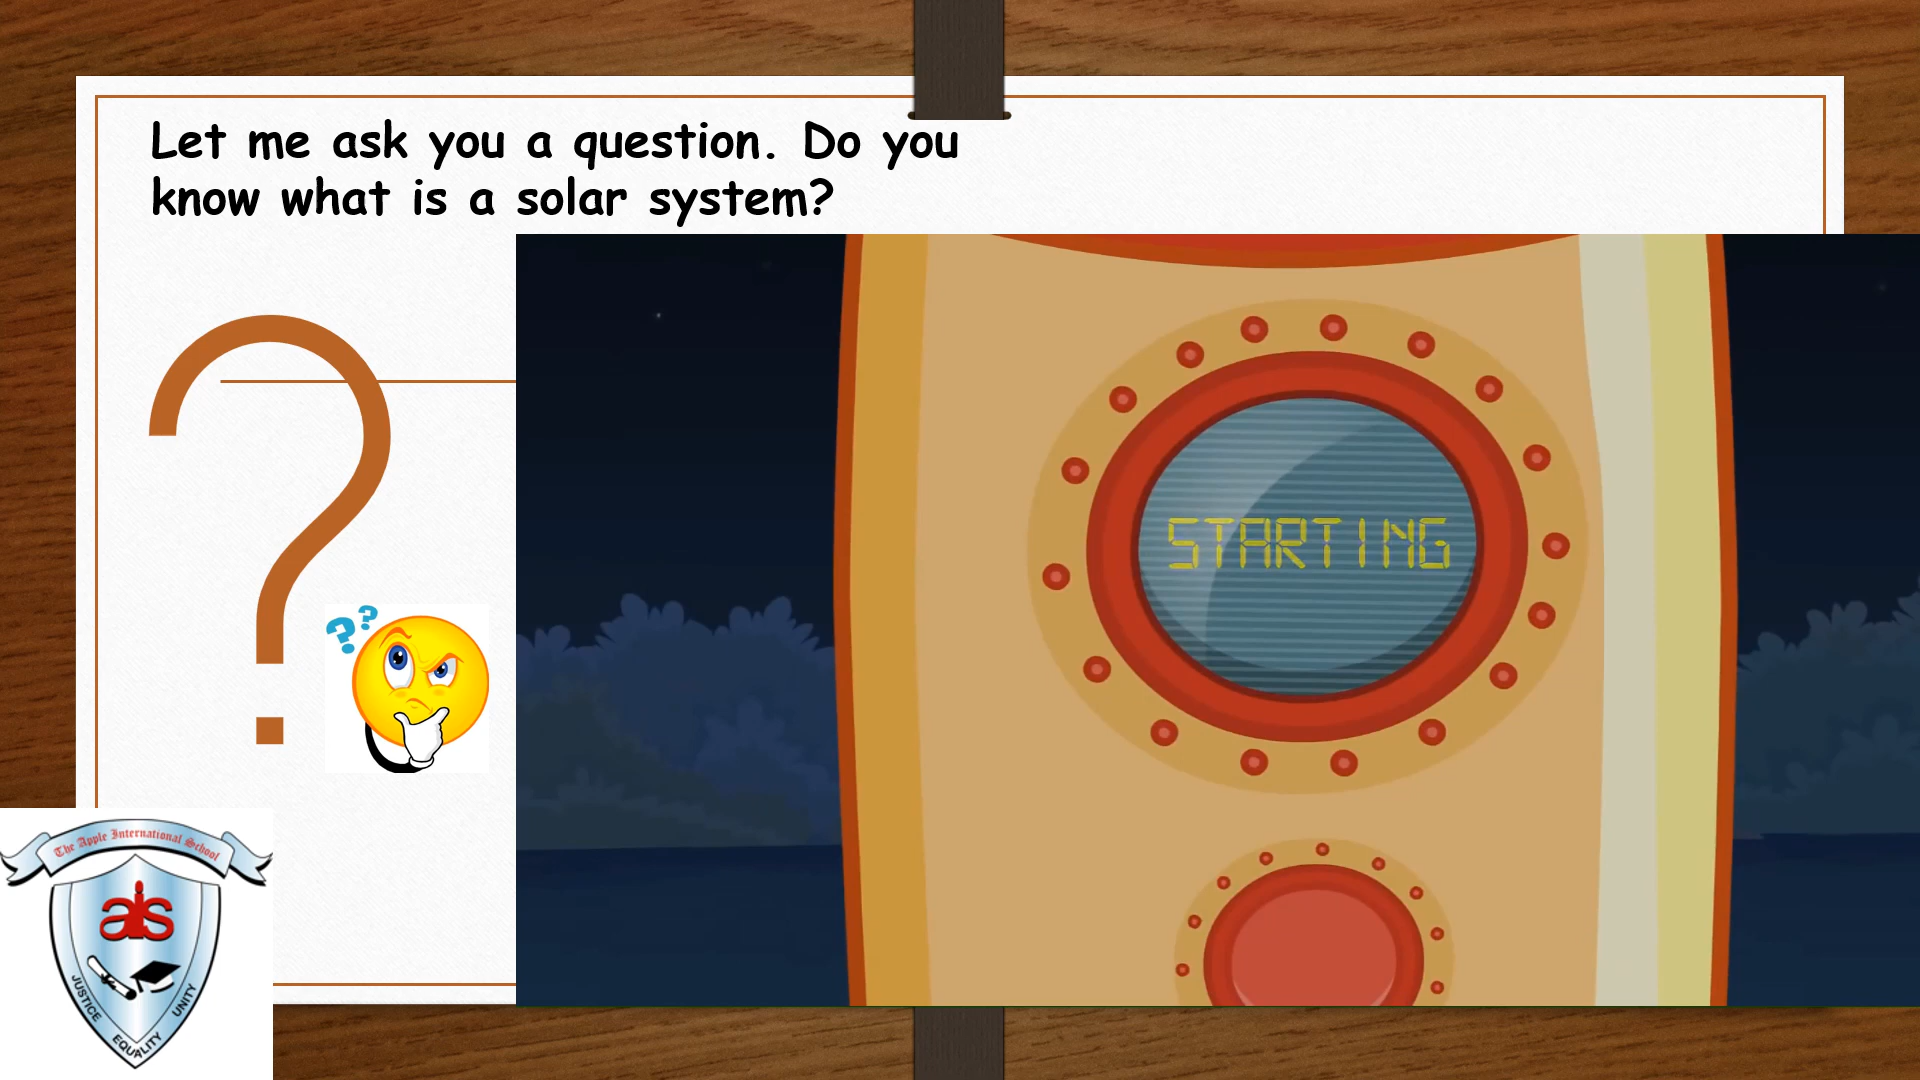 Let me ask you a question. Do you
know what is a solar system?
? ?
?
STARTING
The Apple International School
ais
JUSTICE
EQUALITY
UNITY